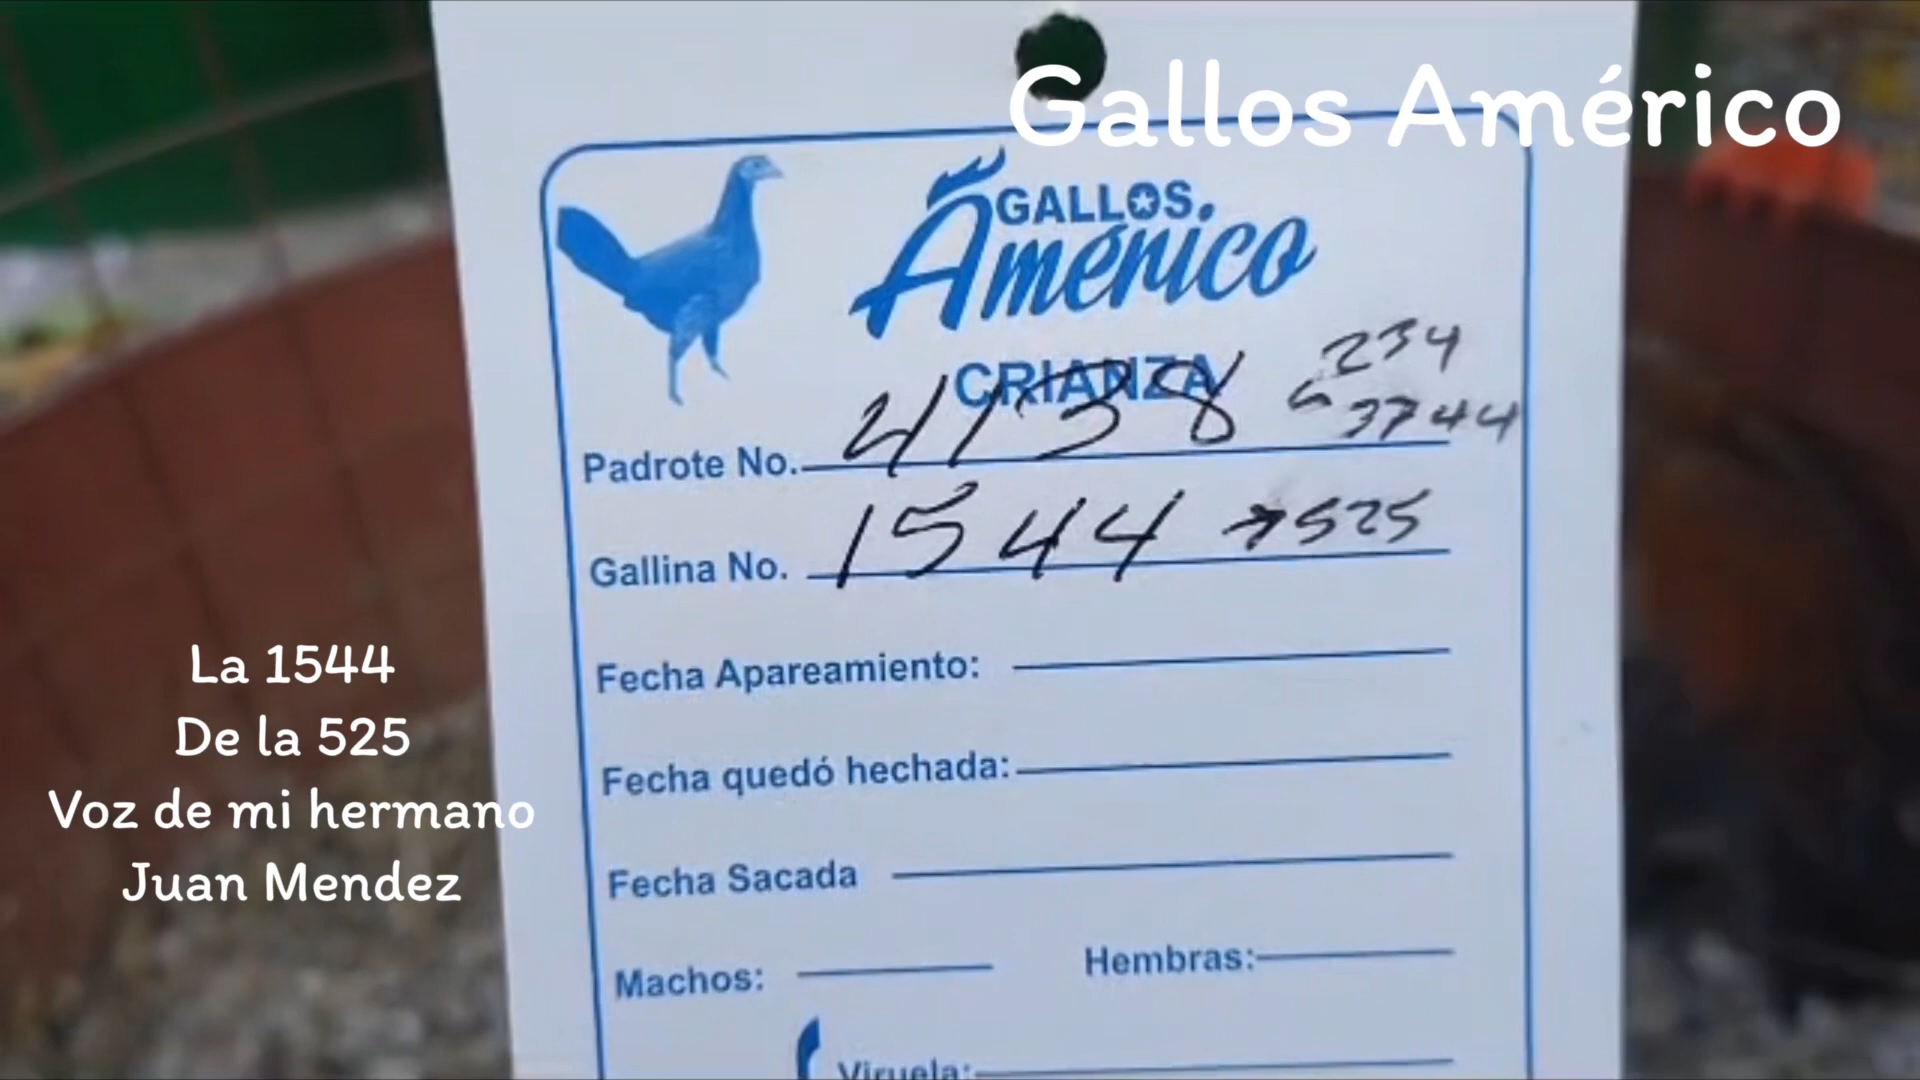 Gallos Américo
GALLOS
Américo
CRIANZA
234
Padrote No. 4138 3744
Gallina No. 1544 → 525
Fecha Apareamiento:
Fecha quedó hechada:
Fecha Sacada
Machos: Hembras:
Viruela:
La 1544
De la 525
Voz de mi hermano
Juan Mendez